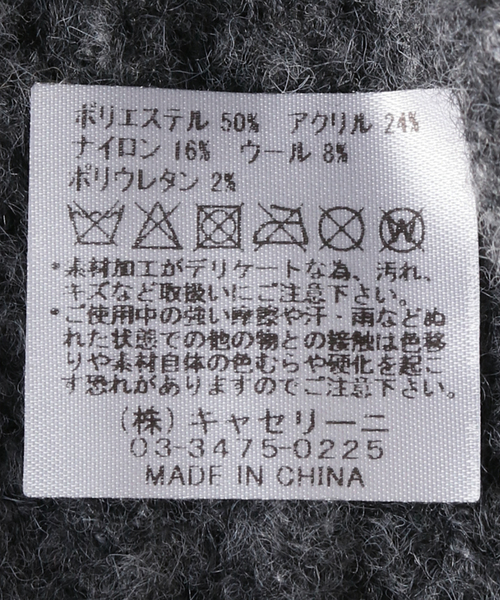 ポリエステル 50% アクリル 24%
ナイロン 16% ウール 8%
ポリウレタン 2%
W
*素材加工がデリケートな為、汚れ、
キズなど取扱いにご注意下さい。
*ご使用中の強い摩擦や汗・雨などぬ
れた状態での他の物との接触は色移
りや素材自体の色むらや硬化を起こ
す恐れがありますのでご注意下さい。
(株)キャセリーニ
03-3475-0225
MADE IN CHINA